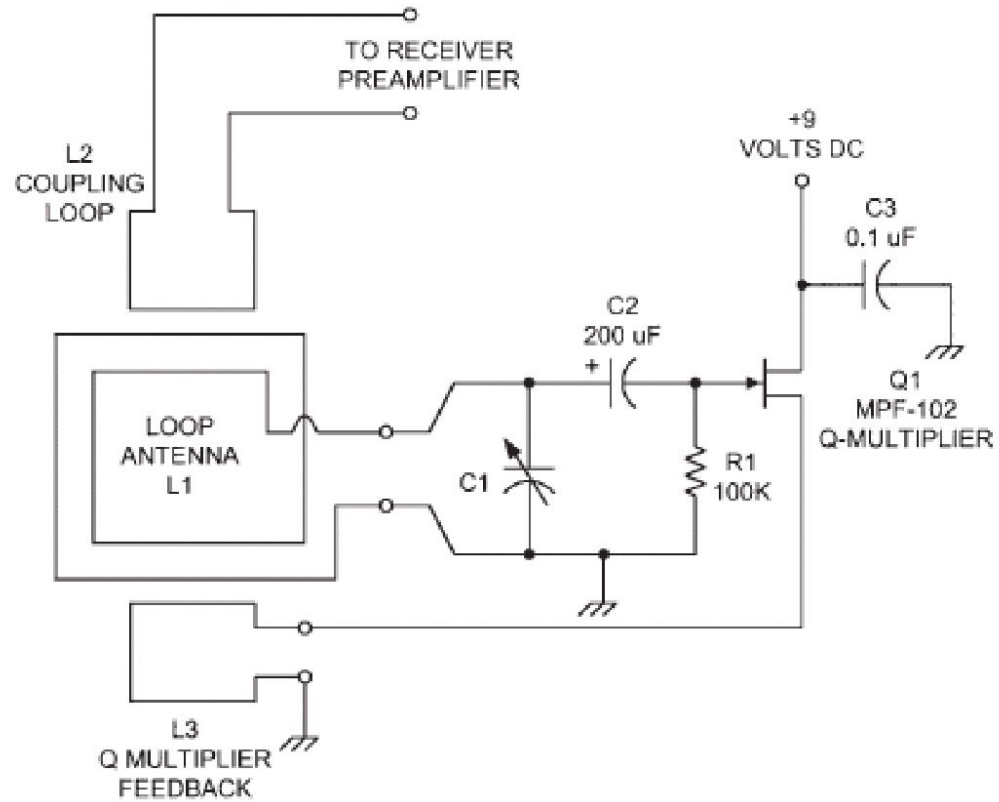 TO RECEIVER
PREAMPLIFIER
L2
COUPLING
LOOP
+9
VOLTS DC
C3
0.1 uF
C2
200 uF
+
Q1
MPF-102
Q-MULTIPLIER
LOOP
ANTENNA
L1
C1
R1
100K
L3
Q MULTIPLIER
FEEDBACK